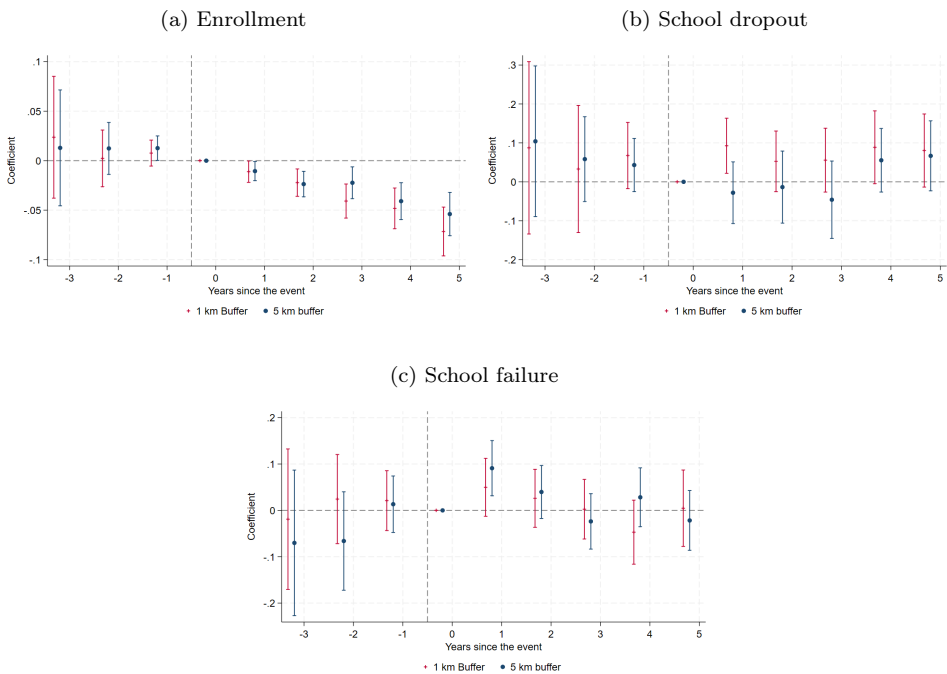 (a) Enrollment
.1
.05
0
-.05
-.1
Coefficient
-3 -2 -1 0 1 2 3 4 5
Years since the event
1 km Buffer 5 km buffer
(b) School dropout
.3
.2
.1
0
-.1
-.2
Coefficient
-3 -2 -1 0 1 2 3 4 5
Years since the event
1 km Buffer 5 km buffer
(c) School failure
.2
.1
0
-.1
-.2
Coefficient
-3 -2 -1 0 1 2 3 4 5
Years since the event
1 km Buffer 5 km buffer